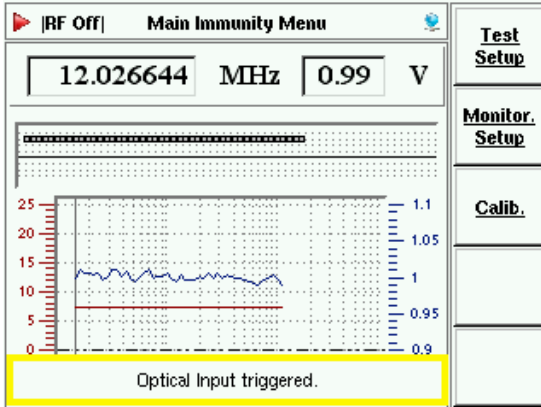 |RF Off| Main Immunity Menu
12.026644 MHz 0.99 V
Test
Setup
Monitor.
Setup
Calib.
25 1.1
20 1.05
15 1
10 0.95
5
0 0.9
Optical Input triggered.